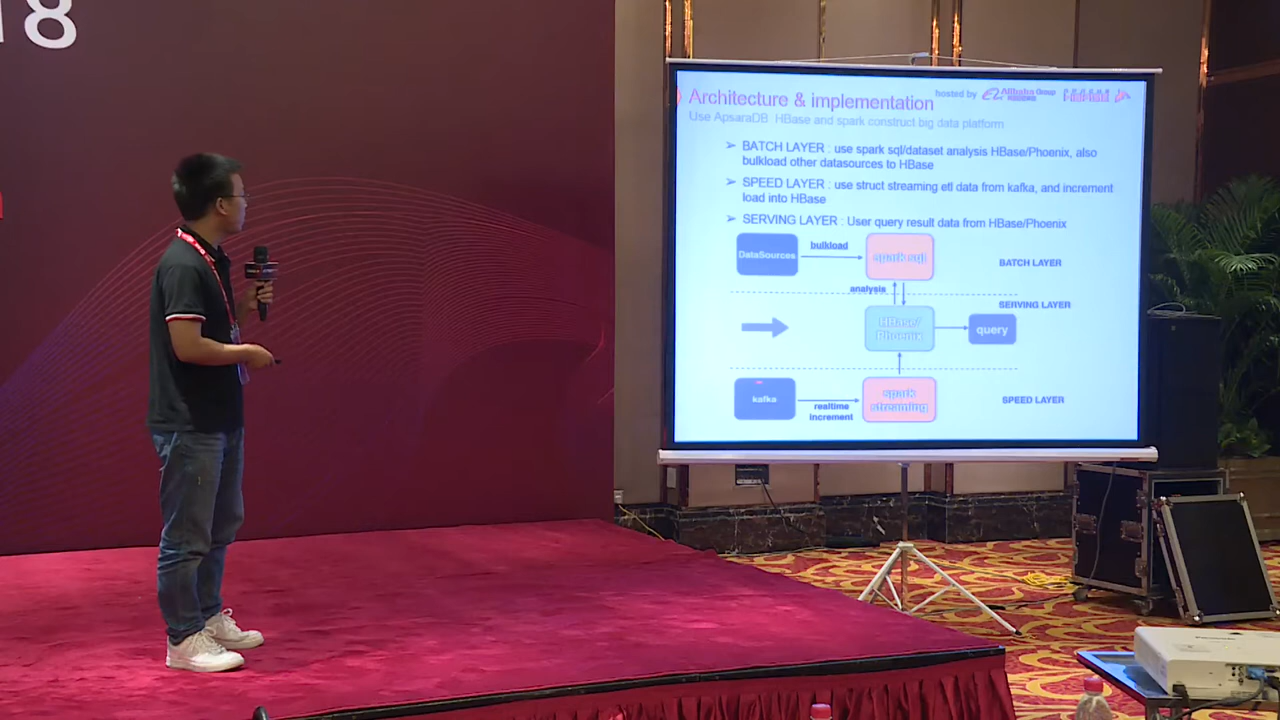 18
Architecture & implementation
hosted by Alibaba Group
Use ApsaraDB HBase and spark construct big data platform
➢ BATCH LAYER : use spark sql/dataset analysis HBase/Phoenix, also
bulkload other datasources to HBase
➢ SPEED LAYER : use struct streaming etl data from kafka, and increment
load into HBase
➢ SERVING LAYER : User query result data from HBase/Phoenix
DataSources
bulkload
spark sql
BATCH LAYER
analysis
SERVING LAYER
HBase/
Phoenix
query
kafka
realtime
increment
spark
streaming
SPEED LAYER